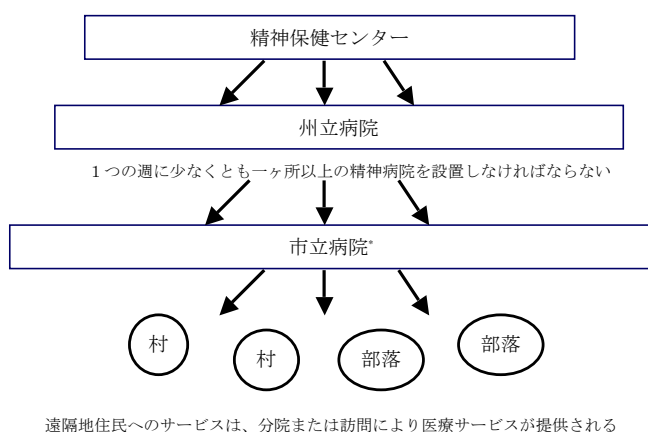 精神保健センター
州立病院
１つの週に少なくとも一ヶ所以上の精神病院を設置しなければならない
市立病院*
村
村
部落
部落
遠隔地住民へのサービスは、分院または訪問により医療サービスが提供される